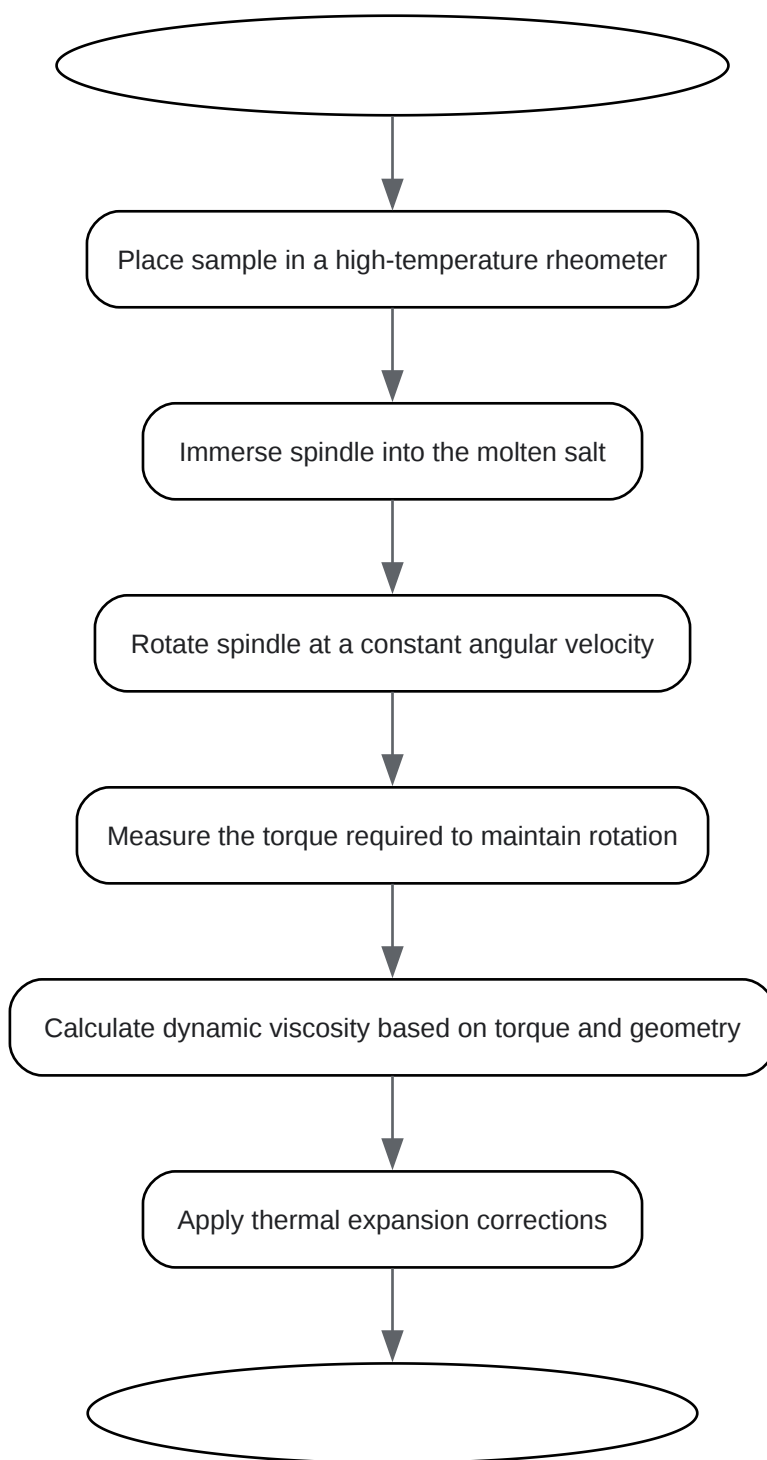 Place sample in a high-temperature rheometer
Immerse spindle into the molten salt
Rotate spindle at a constant angular velocity
Measure the torque required to maintain rotation
Calculate dynamic viscosity based on torque and geometry
Apply thermal expansion corrections